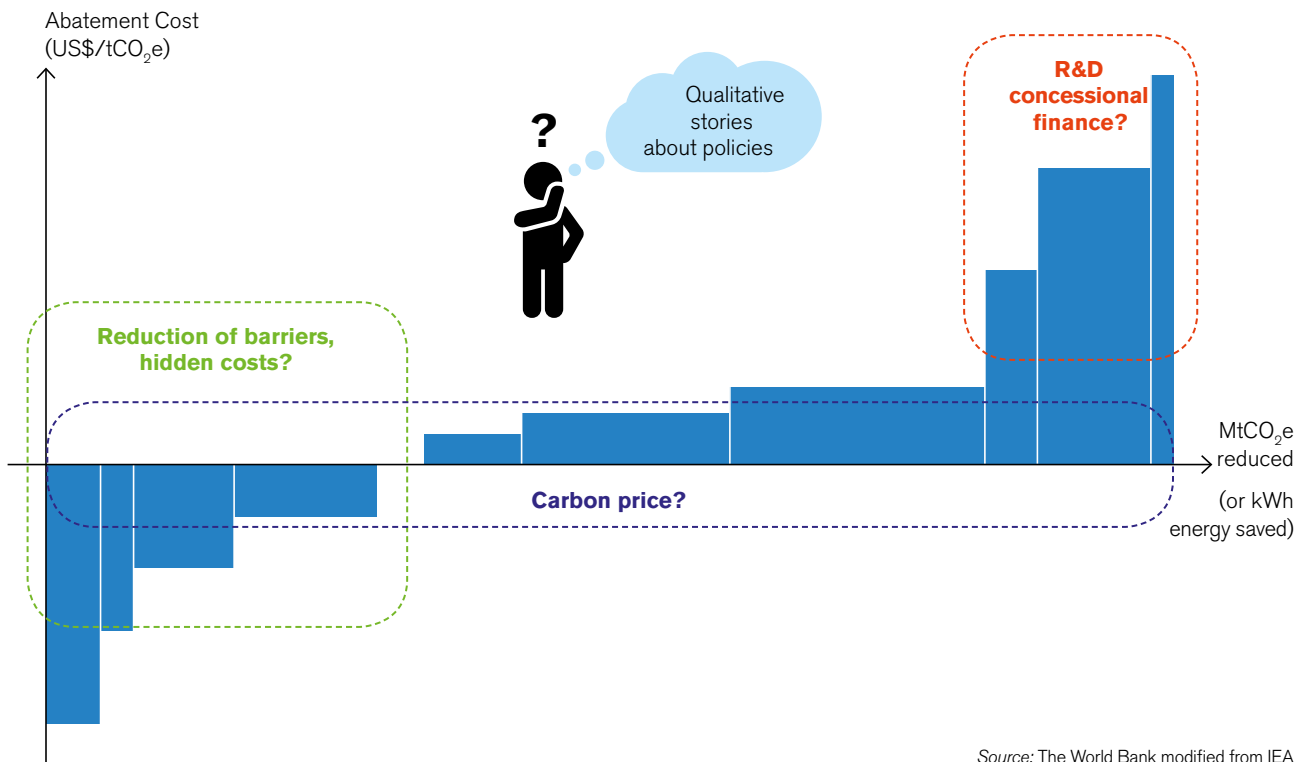 Abatement Cost
(US$/tCO₂e)
?
Qualitative
stories
about policies
R&D
concessional
finance?
Reduction of barriers,
hidden costs?
Carbon price?
MtCO₂e
reduced
(or kWh
energy saved)
Source: The World Bank modified from IEA